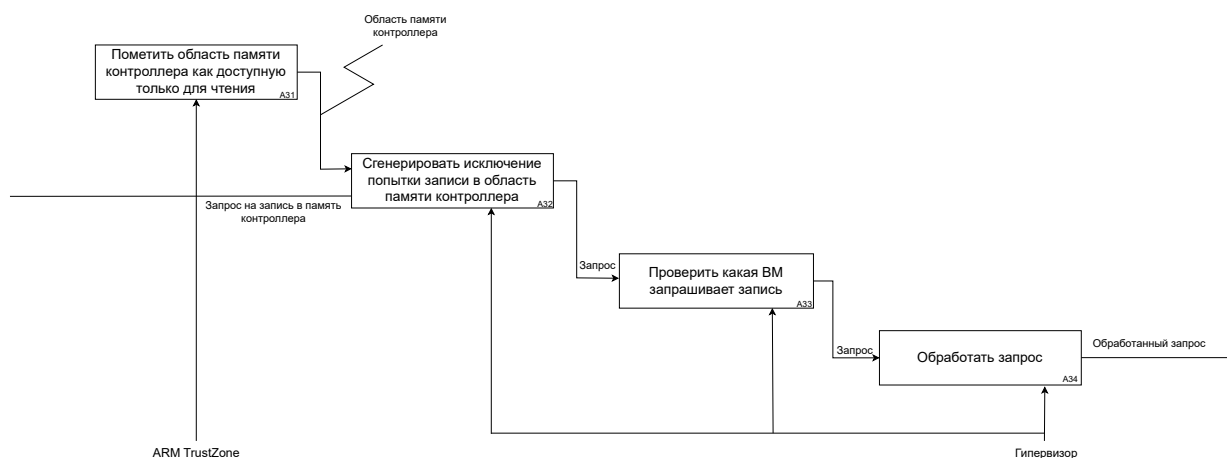 Область памяти
контроллера
Пометить область памяти
контроллера как доступную
только для чтения
A31
Сгенерировать исключение
попытки записи в область
памяти контроллера
A32
Запрос на запись в память
контроллера
Запрос
Проверить какая ВМ
запрашивает запись
A33
Запрос
Обработать запрос
A34
Обработанный запрос
ARM TrustZone
Гипервизор